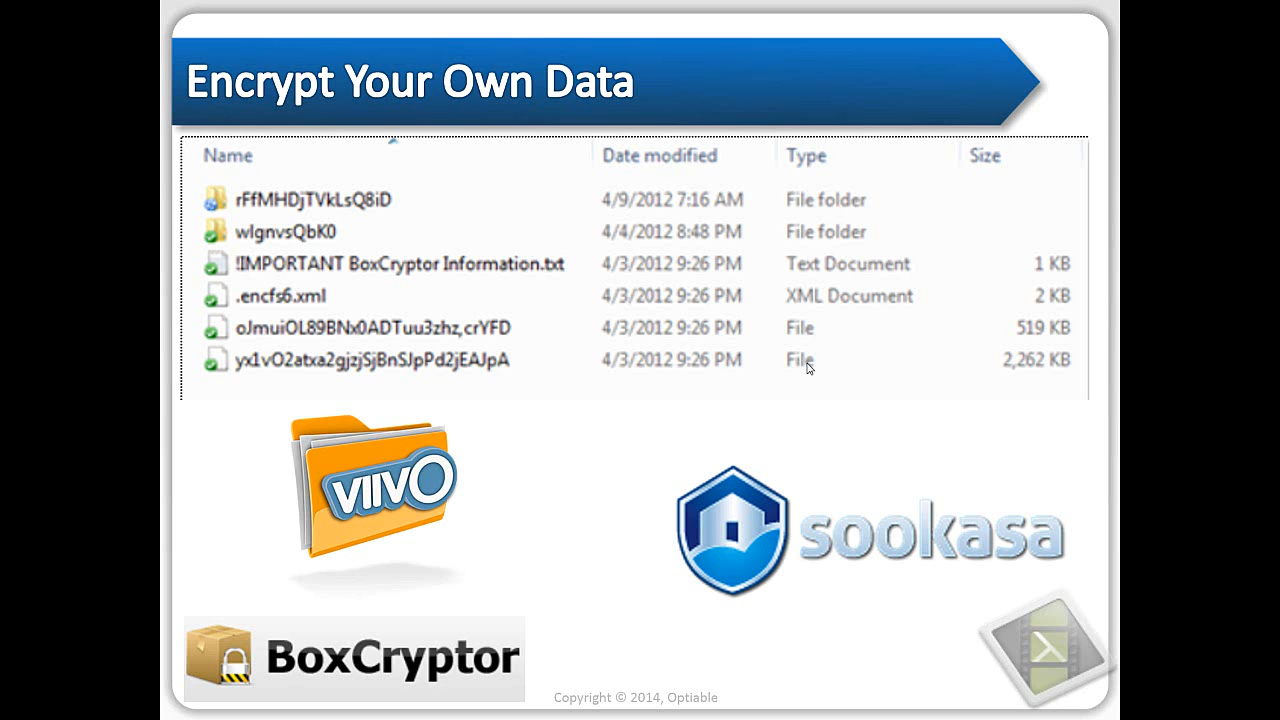 Encrypt Your Own Data
Name Date modified Type Size
rFfMHDjTVkLsQ8iD 4/9/2012 7:16 AM File folder
wIgnvsQbK0 4/4/2012 8:48 PM File folder
!IMPORTANT BoxCryptor Information.txt 4/3/2012 9:26 PM Text Document 1 KB
.encfs6.xml 4/3/2012 9:26 PM XML Document 2 KB
oJmuiOL89BNx0ADTuu3zhz,crYFD 4/3/2012 9:26 PM File 519 KB
yx1vO2atxa2gjzjSjBnSJpPd2jEAJpA 4/3/2012 9:26 PM File 2,262 KB
VIIVO
sookasa
BoxCryptor
Copyright © 2014, Optiable